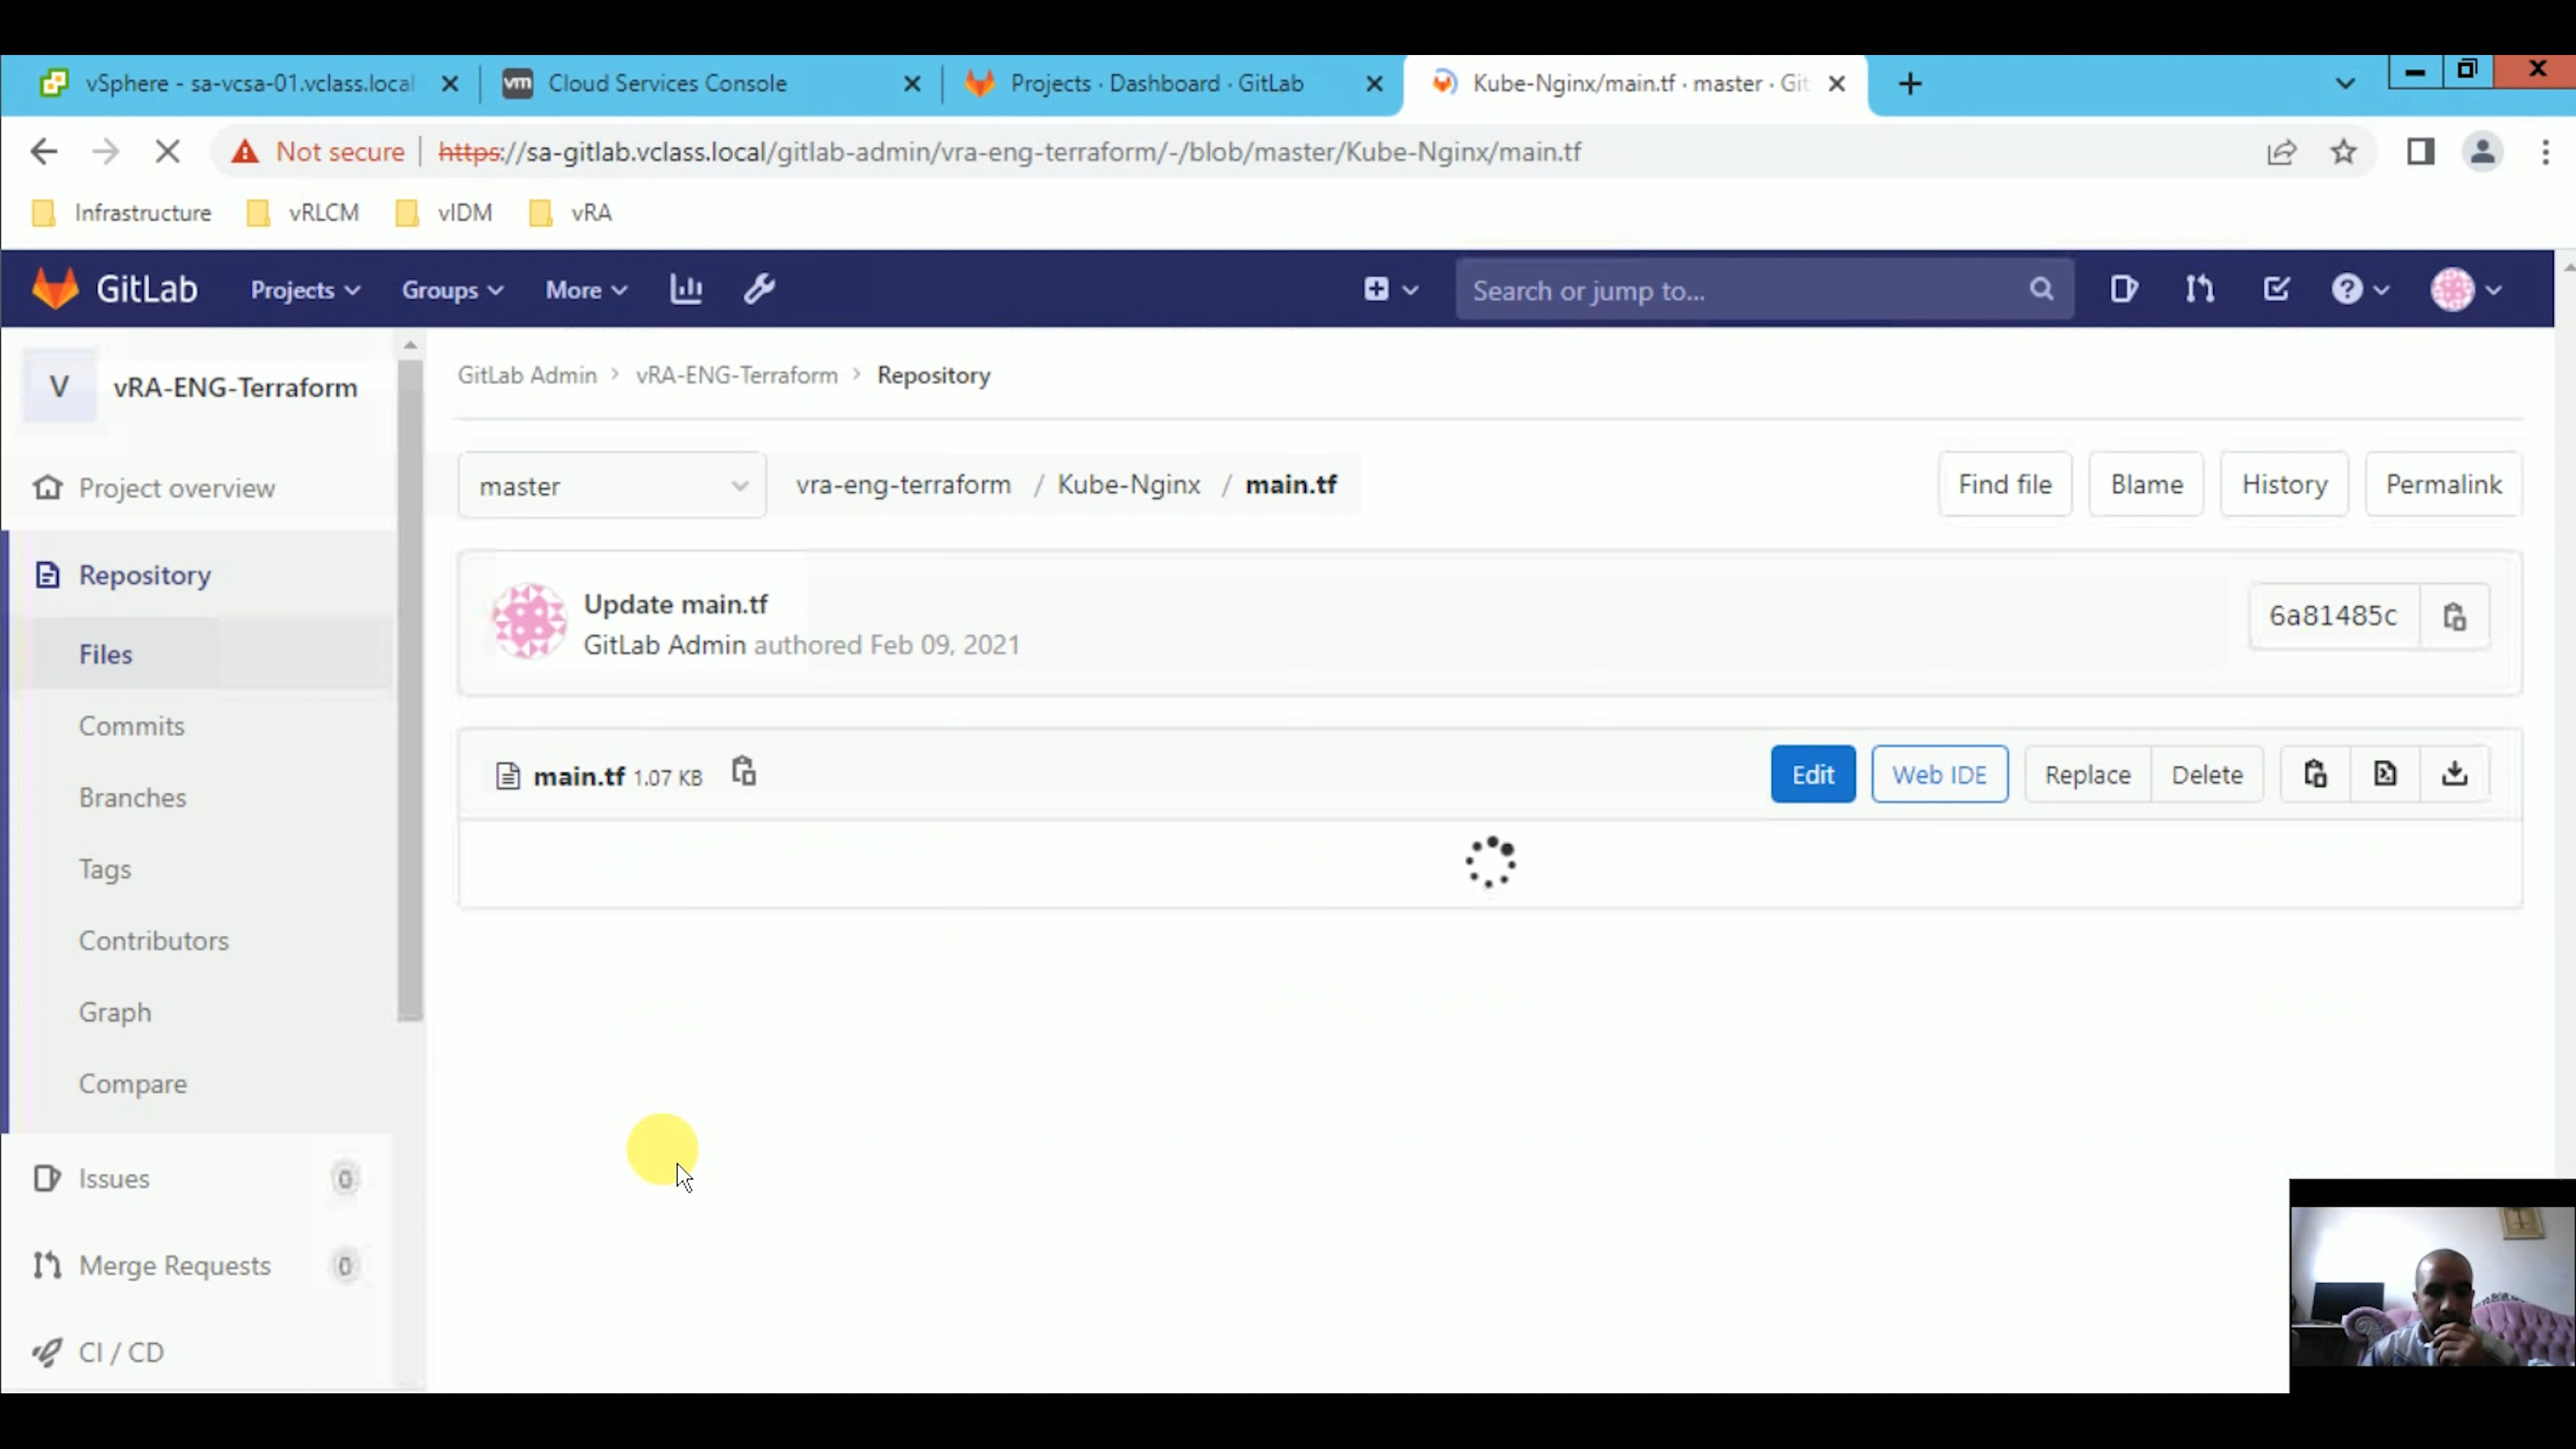 vSphere - sa-vcsa-01.vclass.local
vm Cloud Services Console
Projects · Dashboard · GitLab
Kube-Nginx/main.tf · master · Git
Not secure https://sa-gitlab.vclass.local/gitlab-admin/vra-eng-terraform/-/blob/master/Kube-Nginx/main.tf
Infrastructure vRLCM vIDM vRA
GitLab Projects Groups More Search or jump to...
V vRA-ENG-Terraform
GitLab Admin > vRA-ENG-Terraform > Repository
Project overview
Repository
Files
Commits
Branches
Tags
Contributors
Graph
Compare
Issues 0
Merge Requests 0
CI / CD
master vra-eng-terraform / Kube-Nginx / main.tf Find file Blame History Permalink
Update main.tf
GitLab Admin authored Feb 09, 2021
6a81485c
main.tf 1.07 KB Edit Web IDE Replace Delete